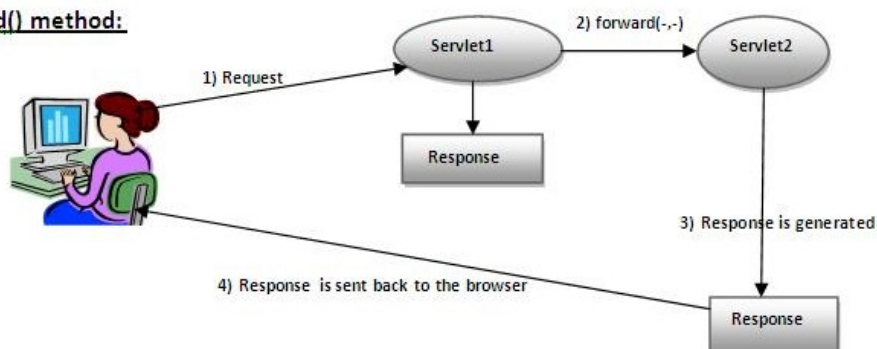 d() method:
2) forward(-,-)
Servlet1
Servlet2
1) Request
Response
3) Response is generated
4) Response is sent back to the browser
Response